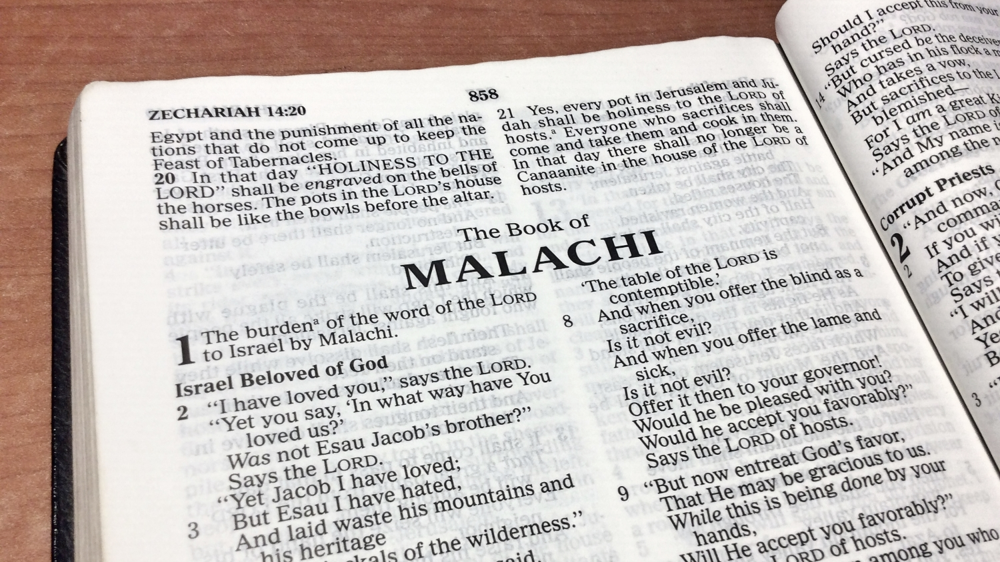 ZECHARIAH 14:20
858
Egypt and the punishment of all the na-
tions that do not come up to keep the
Feast of Tabernacles.
20 In that day “HOLINESS TO THE
LORD” shall be engraved on the bells of
the horses. The pots in the LORD’s house
shall be like the bowls before the altar.
21 Yes, every pot in Jerusalem and Ju-
dah shall be holiness to the LORD of
hosts.a Everyone who sacrifices shall
come and take them and cook in them.
In that day there shall no longer be a
Canaanite in the house of the LORD of
hosts.
The Book of
MALACHI
1 The burdena of the word of the LORD
to Israel by Malachi.
Israel Beloved of God
2 “I have loved you,” says the LORD.
“Yet you say, ‘In what way have You
loved us?’
Was not Esau Jacob’s brother?”
Says the LORD.
“Yet Jacob I have loved;
3 But Esau I have hated,
And laid waste his mountains and
his heritage
of the wilderness.”
‘The table of the LORD is
contemptible.’
8 And when you offer the blind as a
sacrifice,
Is it not evil?
And when you offer the lame and
sick,
Is it not evil?
Offer it then to your governor!
Would he be pleased with you?
Would he accept you favorably?”
Says the LORD of hosts.
9 “But now entreat God’s favor,
That He may be gracious to us.
While this is being done by your
hands,
Will He accept you favorably?”
LORD of hosts.
among you who
Should I accept this from your
hand?”
Says the LORD.
14 “But cursed be the deceiver
Who has in his flock a
And takes a vow,
But sacrifices to the
blemished—
For I am a great
Says the LORD of
“And My name
among the
Corrupt Priests
2 “And now,
If you
2 And if
To give
Says
“I will
And
3